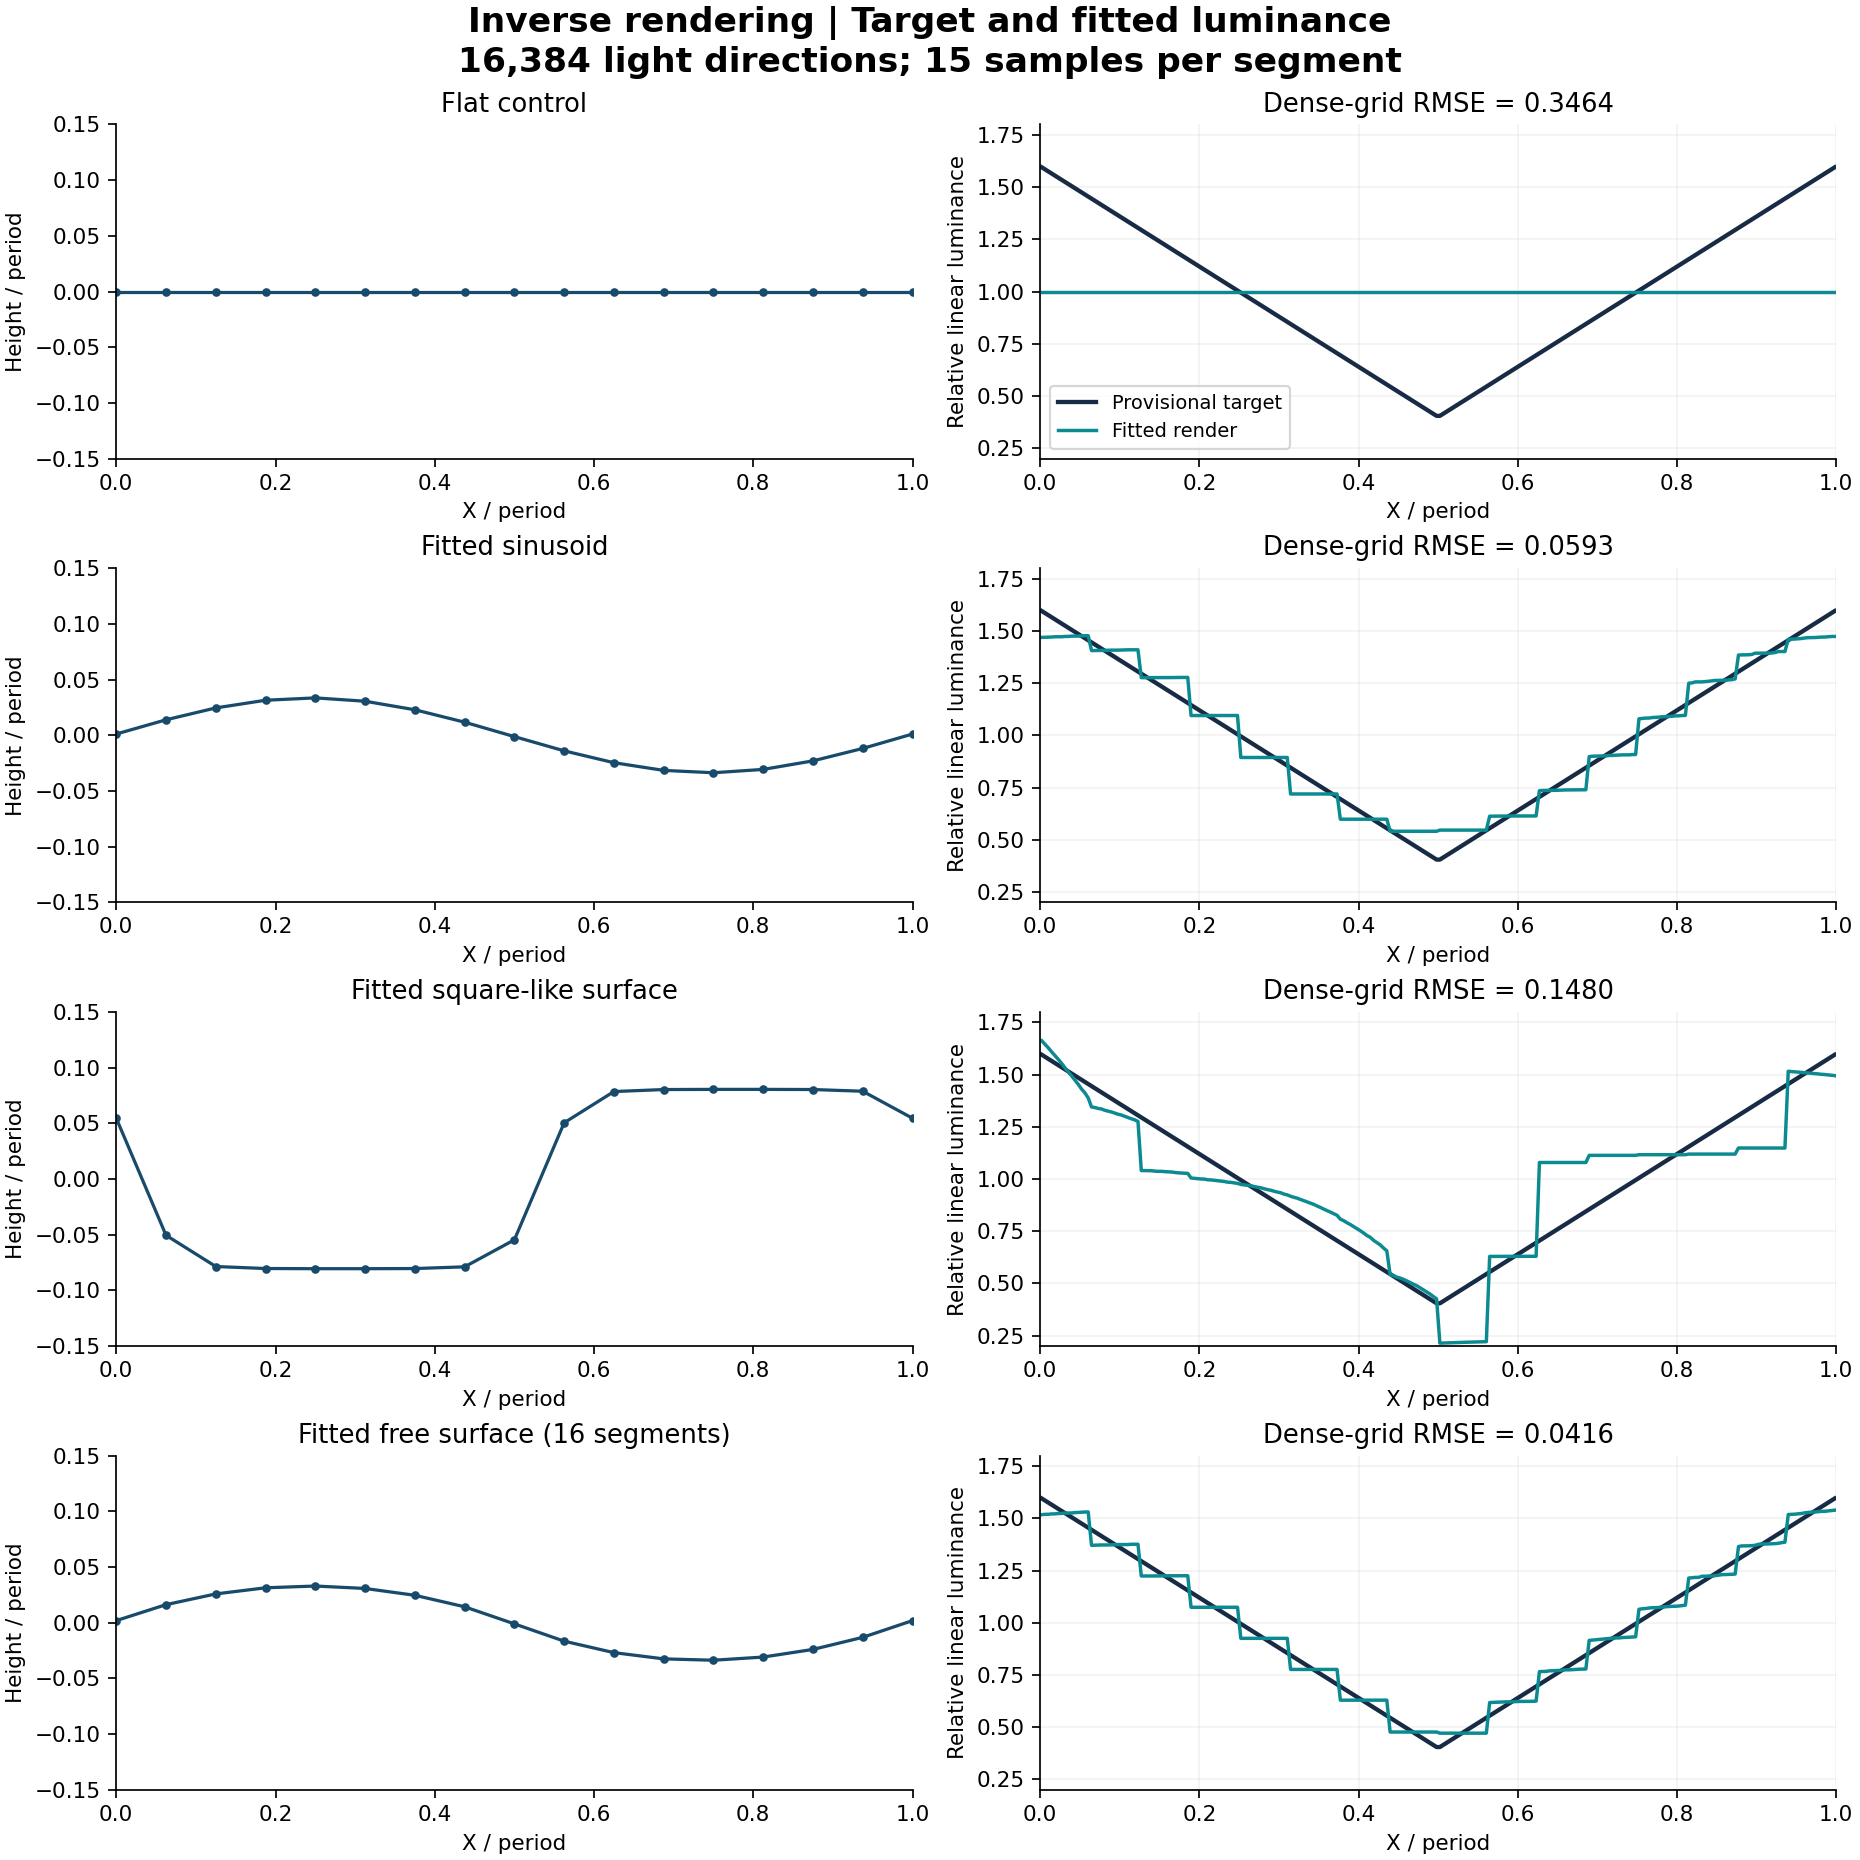 Inverse rendering | Target and fitted luminance
16,384 light directions; 15 samples per segment
Flat control
0.15
0.10
0.05
0.00
−0.05
−0.10
−0.15
Height / period
0.0 0.2 0.4 0.6 0.8 1.0
X / period
Dense-grid RMSE = 0.3464
1.75
1.50
1.25
1.00
0.75
0.50
0.25
Relative linear luminance
Provisional target
Fitted render
0.0 0.2 0.4 0.6 0.8 1.0
X / period
Fitted sinusoid
0.15
0.10
0.05
0.00
−0.05
−0.10
−0.15
Height / period
0.0 0.2 0.4 0.6 0.8 1.0
X / period
Dense-grid RMSE = 0.0593
1.75
1.50
1.25
1.00
0.75
0.50
0.25
Relative linear luminance
0.0 0.2 0.4 0.6 0.8 1.0
X / period
Fitted square-like surface
0.15
0.10
0.05
0.00
−0.05
−0.10
−0.15
Height / period
0.0 0.2 0.4 0.6 0.8 1.0
X / period
Dense-grid RMSE = 0.1480
1.75
1.50
1.25
1.00
0.75
0.50
0.25
Relative linear luminance
0.0 0.2 0.4 0.6 0.8 1.0
X / period
Fitted free surface (16 segments)
0.15
0.10
0.05
0.00
−0.05
−0.10
−0.15
Height / period
0.0 0.2 0.4 0.6 0.8 1.0
X / period
Dense-grid RMSE = 0.0416
1.75
1.50
1.25
1.00
0.75
0.50
0.25
Relative linear luminance
0.0 0.2 0.4 0.6 0.8 1.0
X / period